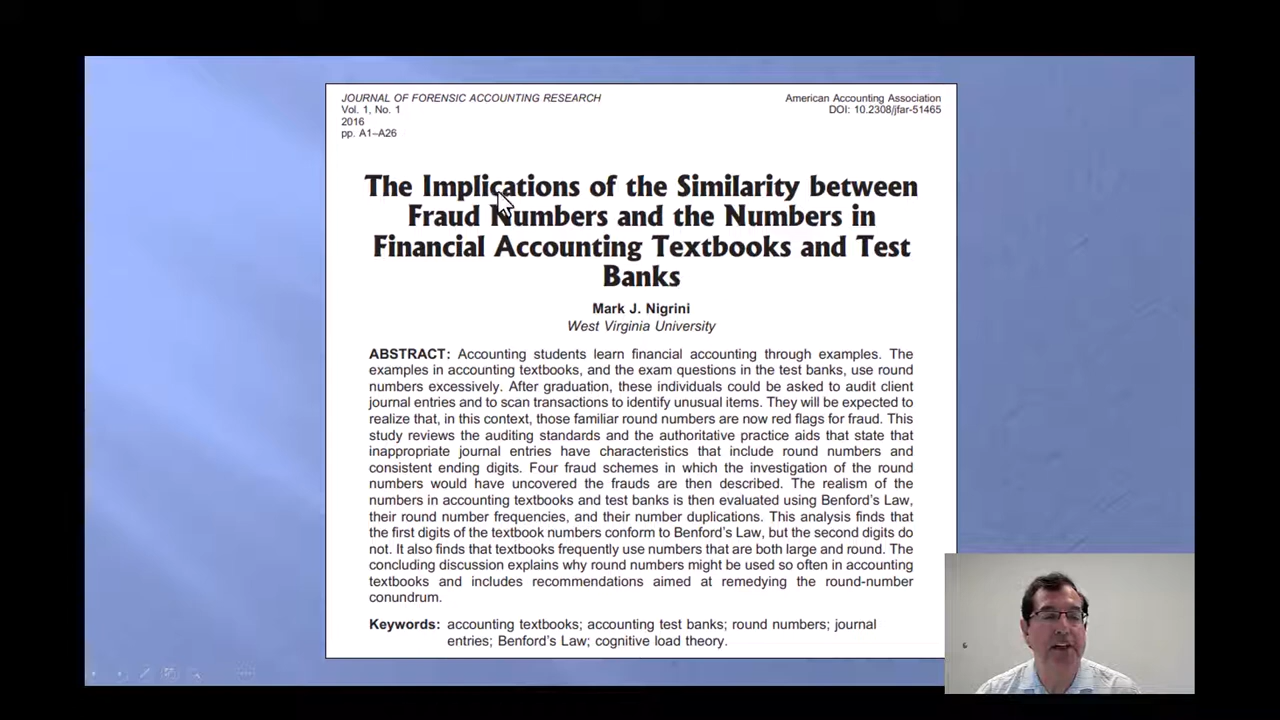 JOURNAL OF FORENSIC ACCOUNTING RESEARCH
Vol. 1, No. 1
2016
pp. A1–A26
American Accounting Association
DOI: 10.2308/jfar-51465
The Implications of the Similarity between
Fraud Numbers and the Numbers in
Financial Accounting Textbooks and Test
Banks
Mark J. Nigrini
West Virginia University
ABSTRACT: Accounting students learn financial accounting through examples. The
examples in accounting textbooks, and the exam questions in the test banks, use round
numbers excessively. After graduation, these individuals could be asked to audit client
journal entries and to scan transactions to identify unusual items. They will be expected to
realize that, in this context, those familiar round numbers are now red flags for fraud. This
study reviews the auditing standards and the authoritative practice aids that state that
inappropriate journal entries have characteristics that include round numbers and
consistent ending digits. Four fraud schemes in which the investigation of the round
numbers would have uncovered the frauds are then described. The realism of the
numbers in accounting textbooks and test banks is then evaluated using Benford's Law,
their round number frequencies, and their number duplications. This analysis finds that
the first digits of the textbook numbers conform to Benford's Law, but the second digits do
not. It also finds that textbooks frequently use numbers that are both large and round. The
concluding discussion explains why round numbers might be used so often in accounting
textbooks and includes recommendations aimed at remedying the round-number
conundrum.
Keywords: accounting textbooks; accounting test banks; round numbers; journal
entries; Benford's Law; cognitive load theory.